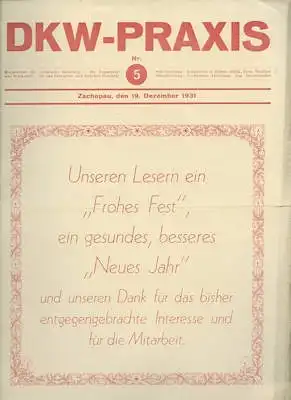 DKW-PRAXIS
Nr.
5
Zschopau, den 19. Dezember 1931
Unseren Lesern ein
„Frohes Fest",
ein gesundes, besseres
„Neues Jahr"
und unseren Dank für das bisher
entgegengebrachte Interesse und
für die Mitarbeit.